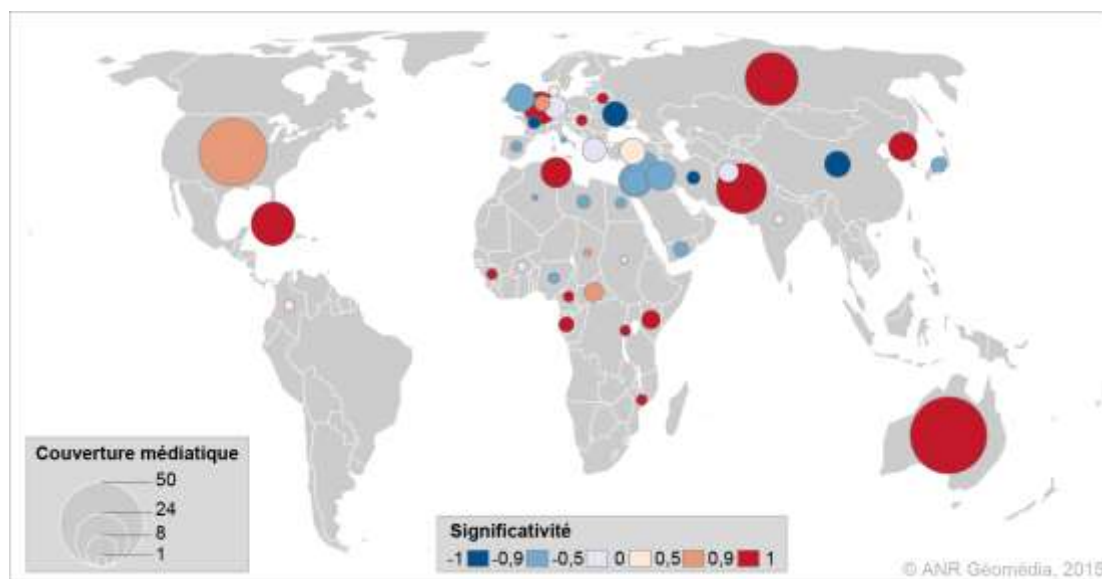 Couverture médiatique
50
24
8
1
Significativité
-1 -0,9 -0,5 0 0,5 0,9 1
© ANR Géomédia, 2015